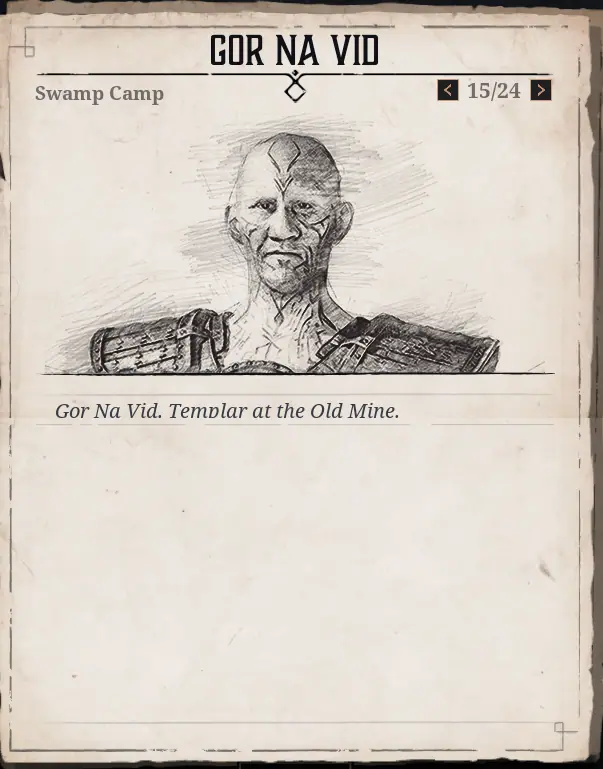 GOR NA VID
Swamp Camp
< 15/24 >
Gor Na Vid. Templar at the Old Mine.